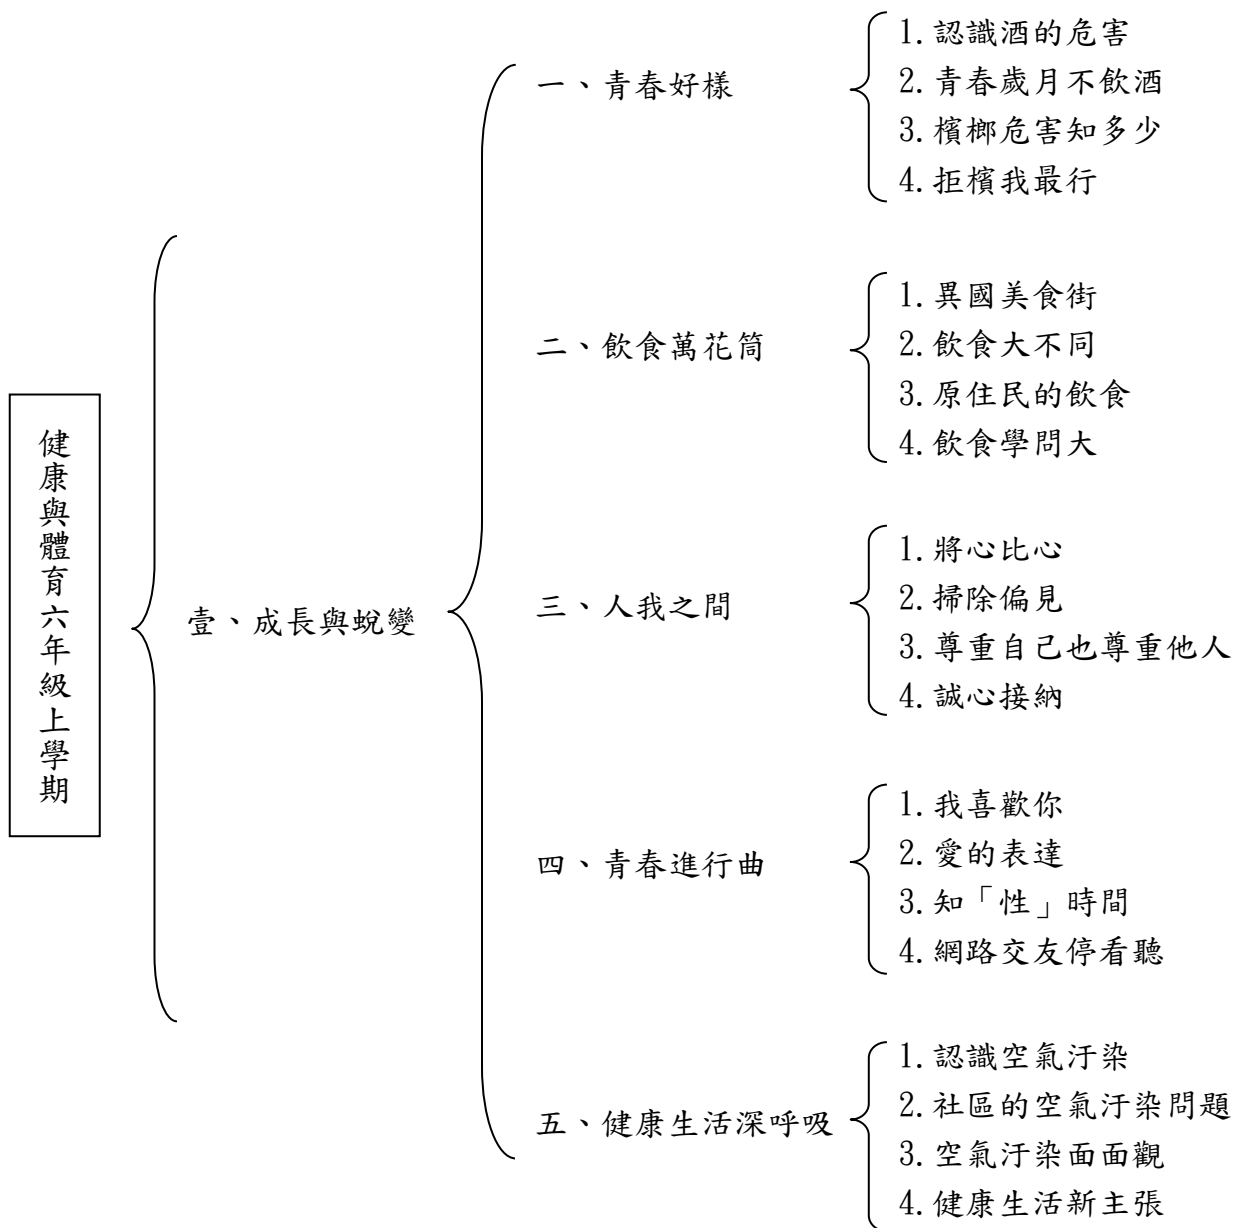 健康與體育六年級上學期
壹、成長與蛻變
一、青春好樣
1.認識酒的危害
2.青春歲月不飲酒
3.檳榔危害知多少
4.拒檳我最行
二、飲食萬花筒
1.異國美食街
2.飲食大不同
3.原住民的飲食
4.飲食學問大
三、人我之間
1.將心比心
2.掃除偏見
3.尊重自己也尊重他人
4.誠心接納
四、青春進行曲
1.我喜歡你
2.愛的表達
3.知「性」時間
4.網路交友停看聽
五、健康生活深呼吸
1.認識空氣汙染
2.社區的空氣汙染問題
3.空氣汙染面面觀
4.健康生活新主張